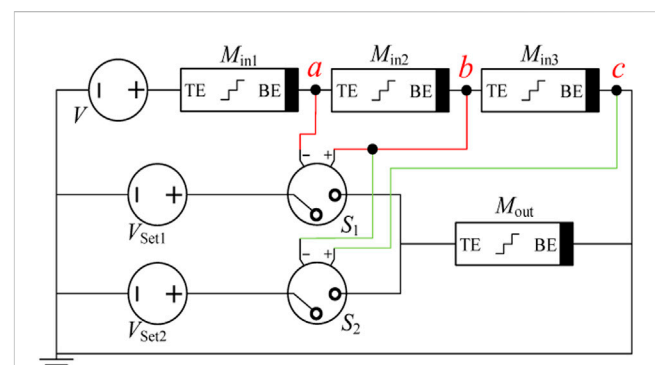 M_in1 a M_in2 b M_in3 c
V − + TE BE TE BE TE BE
− +
− + S_1
V_Set1 M_out
− + TE BE
− + S_2
V_Set2